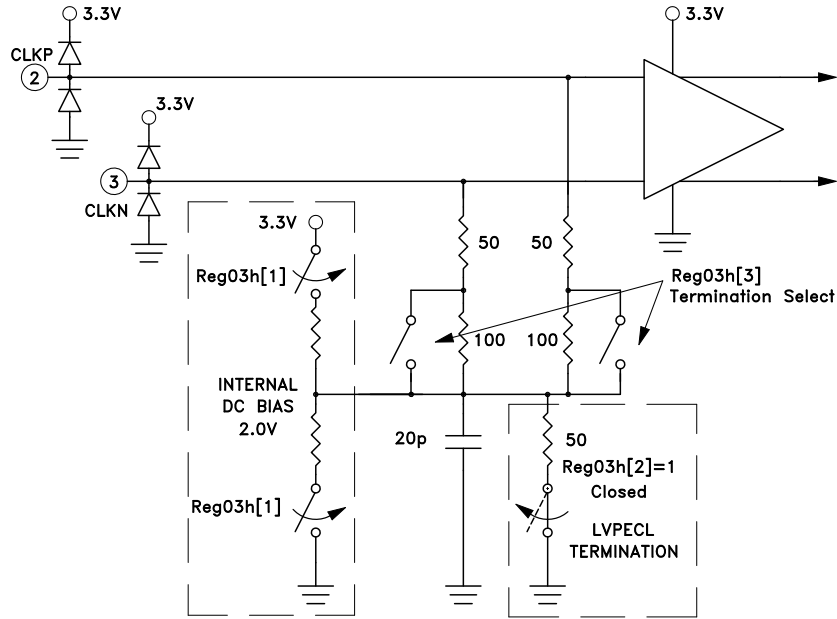 3.3V
3.3V
CLKP
2
3.3V
3
CLKN
3.3V
50
50
Reg03h[1]
Reg03h[3]
Termination Select
100
100
INTERNAL
DC BIAS
2.0V
20p
50
Reg03h[2]=1
Closed
Reg03h[1]
LVPECL
TERMINATION